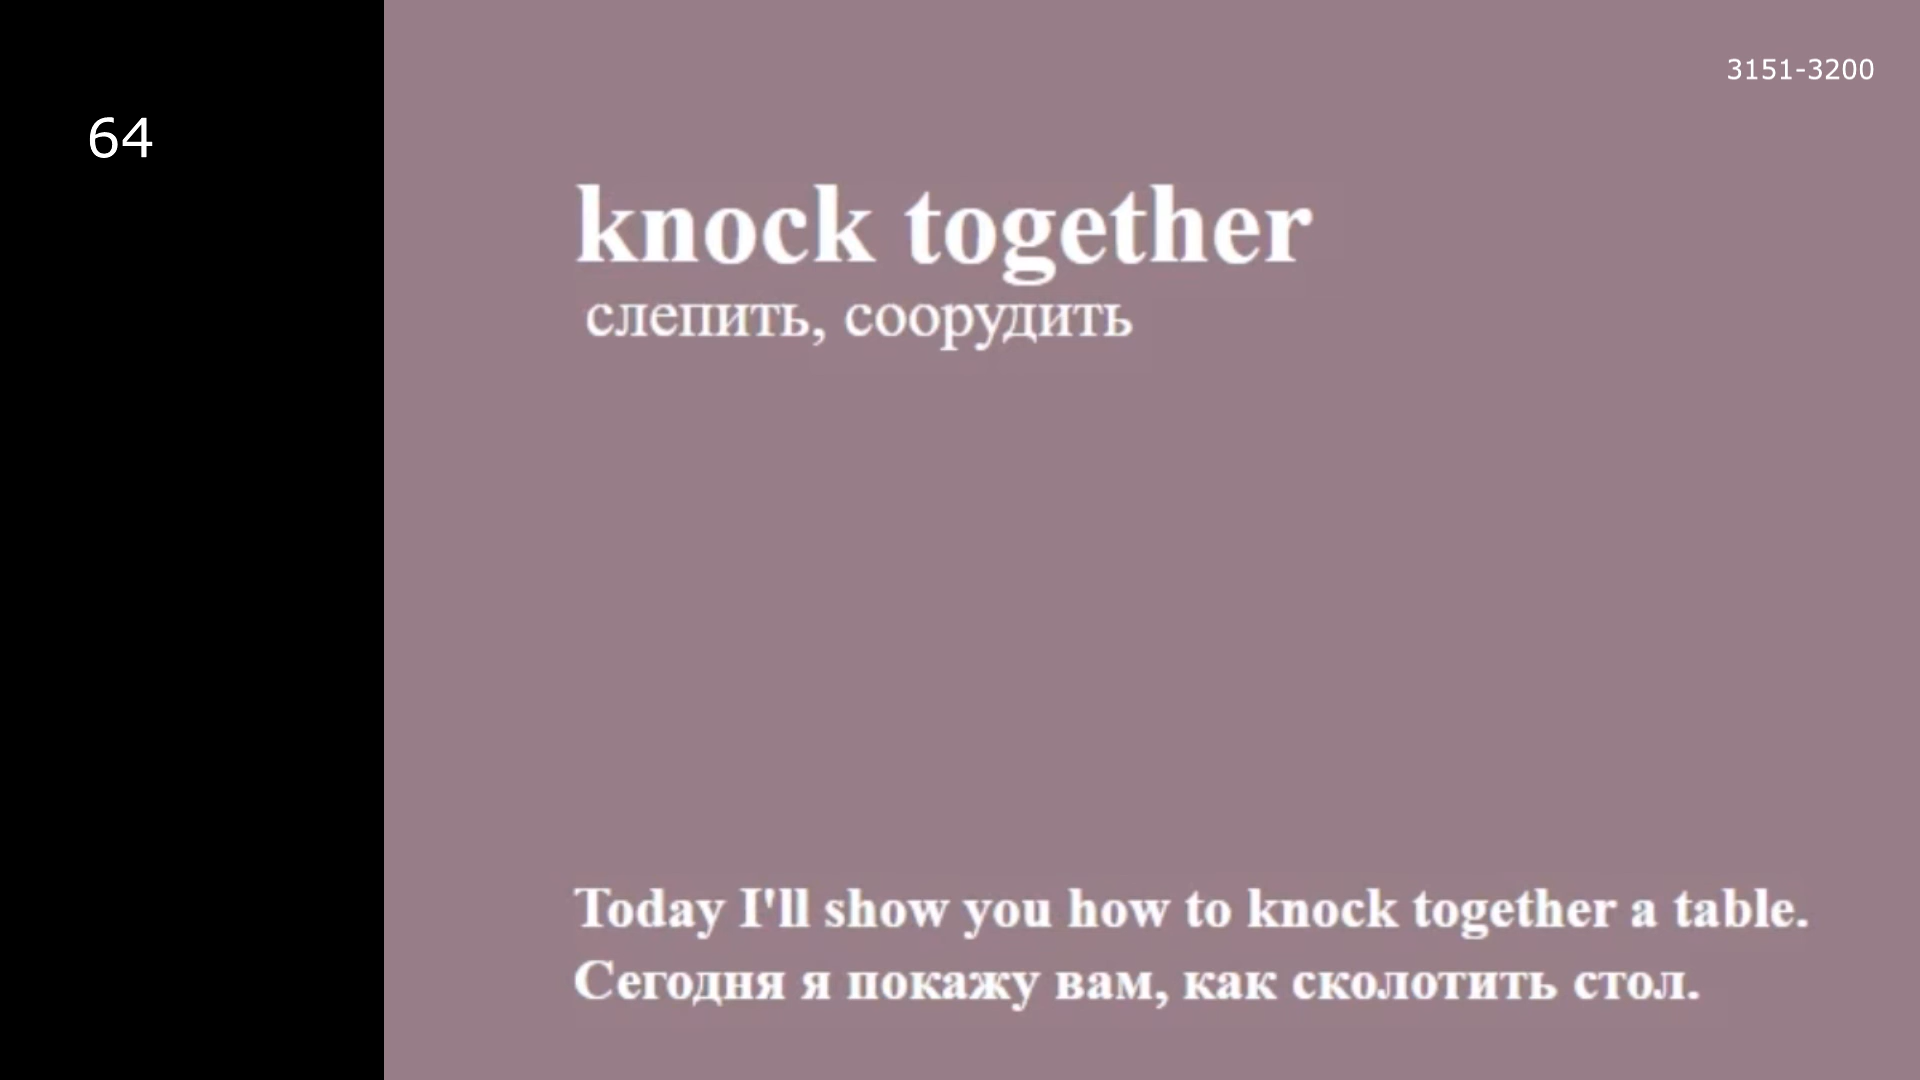 3151-3200
64
knock together
слепить, соорудить
Today I'll show you how to knock together a table.
Сегодня я покажу вам, как сколотить стол.